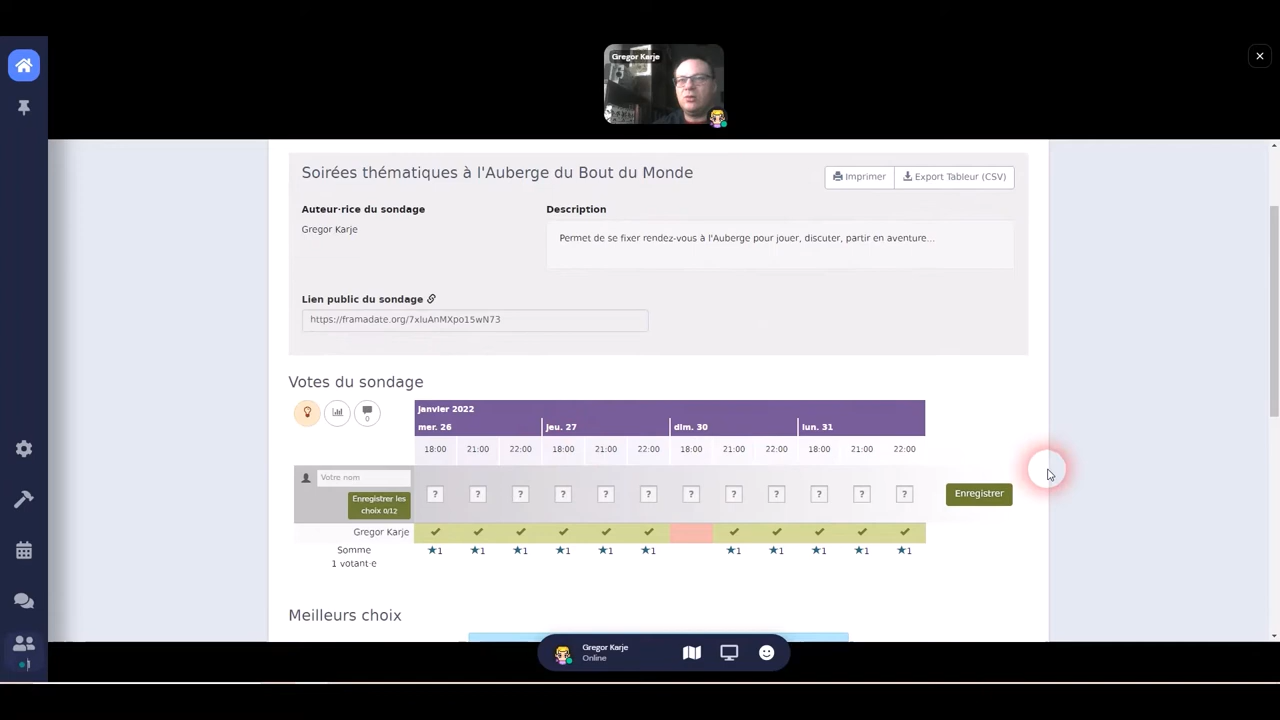 Gregor Karje
Soirées thématiques à l'Auberge du Bout du Monde
Imprimer
Export Tableur (CSV)
Auteur·rice du sondage
Description
Gregor Karje
Permet de se fixer rendez-vous à l'Auberge pour jouer, discuter, partir en aventure...
Lien public du sondage
https://framadate.org/7xluAnMXpo15wN73
Votes du sondage
0
janvier 2022
mer. 26 jeu. 27 dim. 30 lun. 31
18:00 21:00 22:00 18:00 21:00 22:00 18:00 21:00 22:00 18:00 21:00 22:00
Votre nom
Enregistrer les
choix 0/12
? ? ? ? ? ? ? ? ? ? ? ?
Enregistrer
Gregor Karje
Somme
★1 ★1 ★1 ★1 ★1 ★1 ★1 ★1 ★1 ★1 ★1
1 votant·e
Meilleurs choix
Gregor Karje
Online